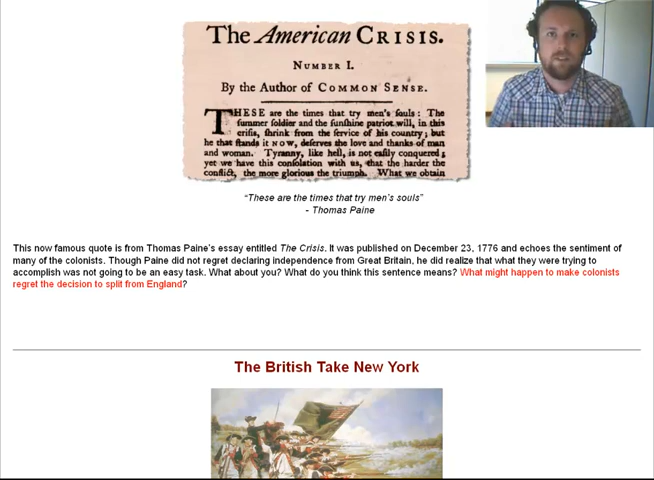 The American CRISIS.
NUMBER I.
By the Author of COMMON SENSE.
THESE are the times that try men's souls : The
summer soldier and the sunshine patriot will, in this
crisis, shrink from the service of his country ; but
he that stands it NOW, deserves the love and thanks of man
and woman. Tyranny, like hell, is not easily conquered ;
yet we have this consolation with us, that the harder the
conflict, the more glorious the triumph. What we obtain
“These are the times that try men’s souls”
- Thomas Paine
This now famous quote is from Thomas Paine’s essay entitled The Crisis. It was published on December 23, 1776 and echoes the sentiment of
many of the colonists. Though Paine did not regret declaring independence from Great Britain, he did realize that what they were trying to
accomplish was not going to be an easy task. What about you? What do you think this sentence means? What might happen to make colonists
regret the decision to split from England?
The British Take New York